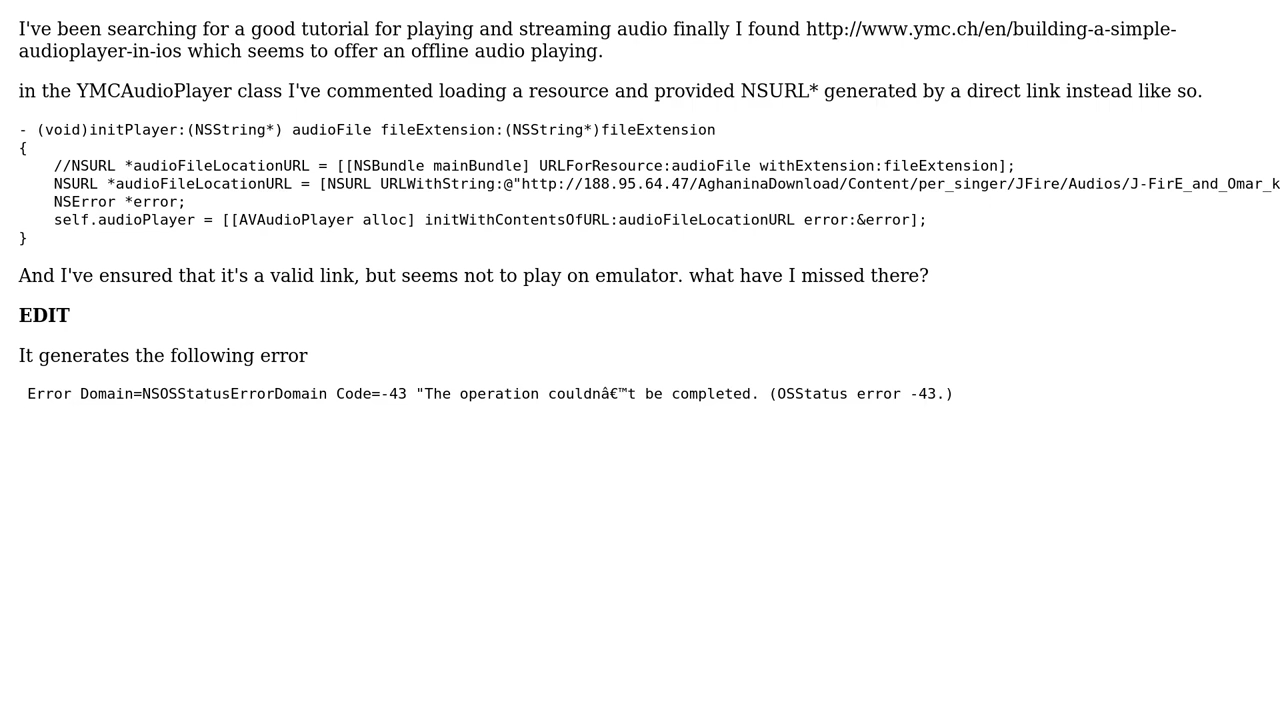 I've been searching for a good tutorial for playing and streaming audio finally I found http://www.ymc.ch/en/building-a-simple-
audioplayer-in-ios which seems to offer an offline audio playing.
in the YMCAudioPlayer class I've commented loading a resource and provided NSURL* generated by a direct link instead like so.
- (void)initPlayer:(NSString*) audioFile fileExtension:(NSString*)fileExtension
{
    //NSURL *audioFileLocationURL = [[NSBundle mainBundle] URLForResource:audioFile withExtension:fileExtension];
    NSURL *audioFileLocationURL = [NSURL URLWithString:@"http://188.95.64.47/AghaninaDownload/Content/per_singer/JFire/Audios/J-FirE_and_Omar_k
    NSError *error;
    self.audioPlayer = [[AVAudioPlayer alloc] initWithContentsOfURL:audioFileLocationURL error:&error];
}
And I've ensured that it's a valid link, but seems not to play on emulator. what have I missed there?
EDIT
It generates the following error
 Error Domain=NSOSStatusErrorDomain Code=-43 "The operation couldnâ€™t be completed. (OSStatus error -43.)